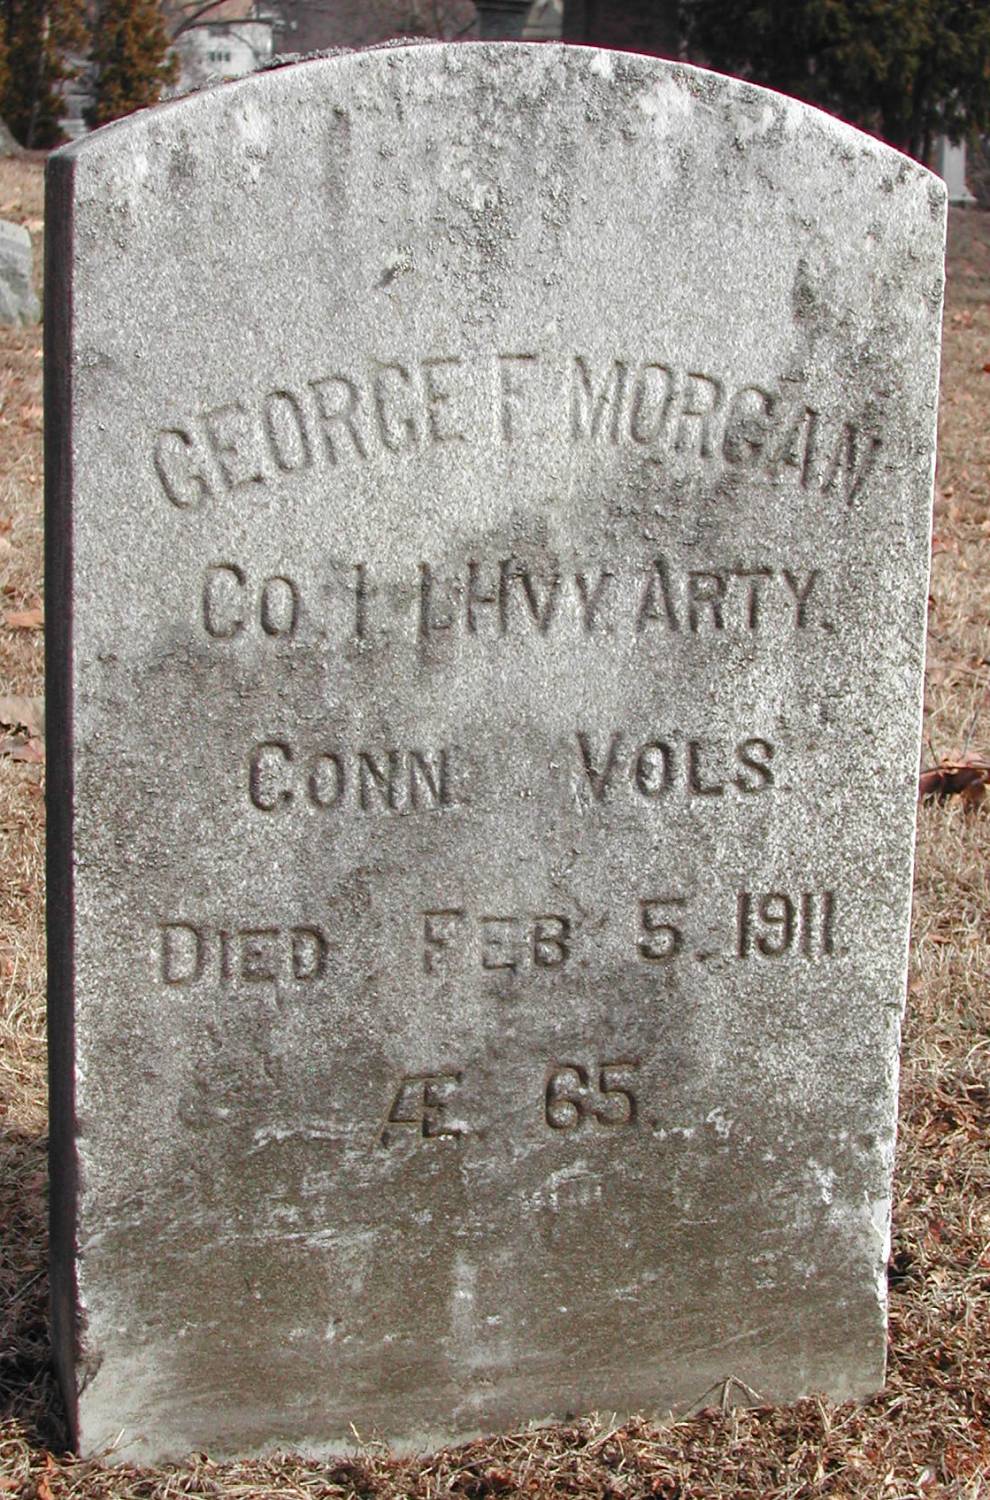 GEORGE F. MORGAN
CO. I. 1. HVY. ARTY.
CONN. VOLS.
DIED FEB. 5. 1911.
Æ. 65.